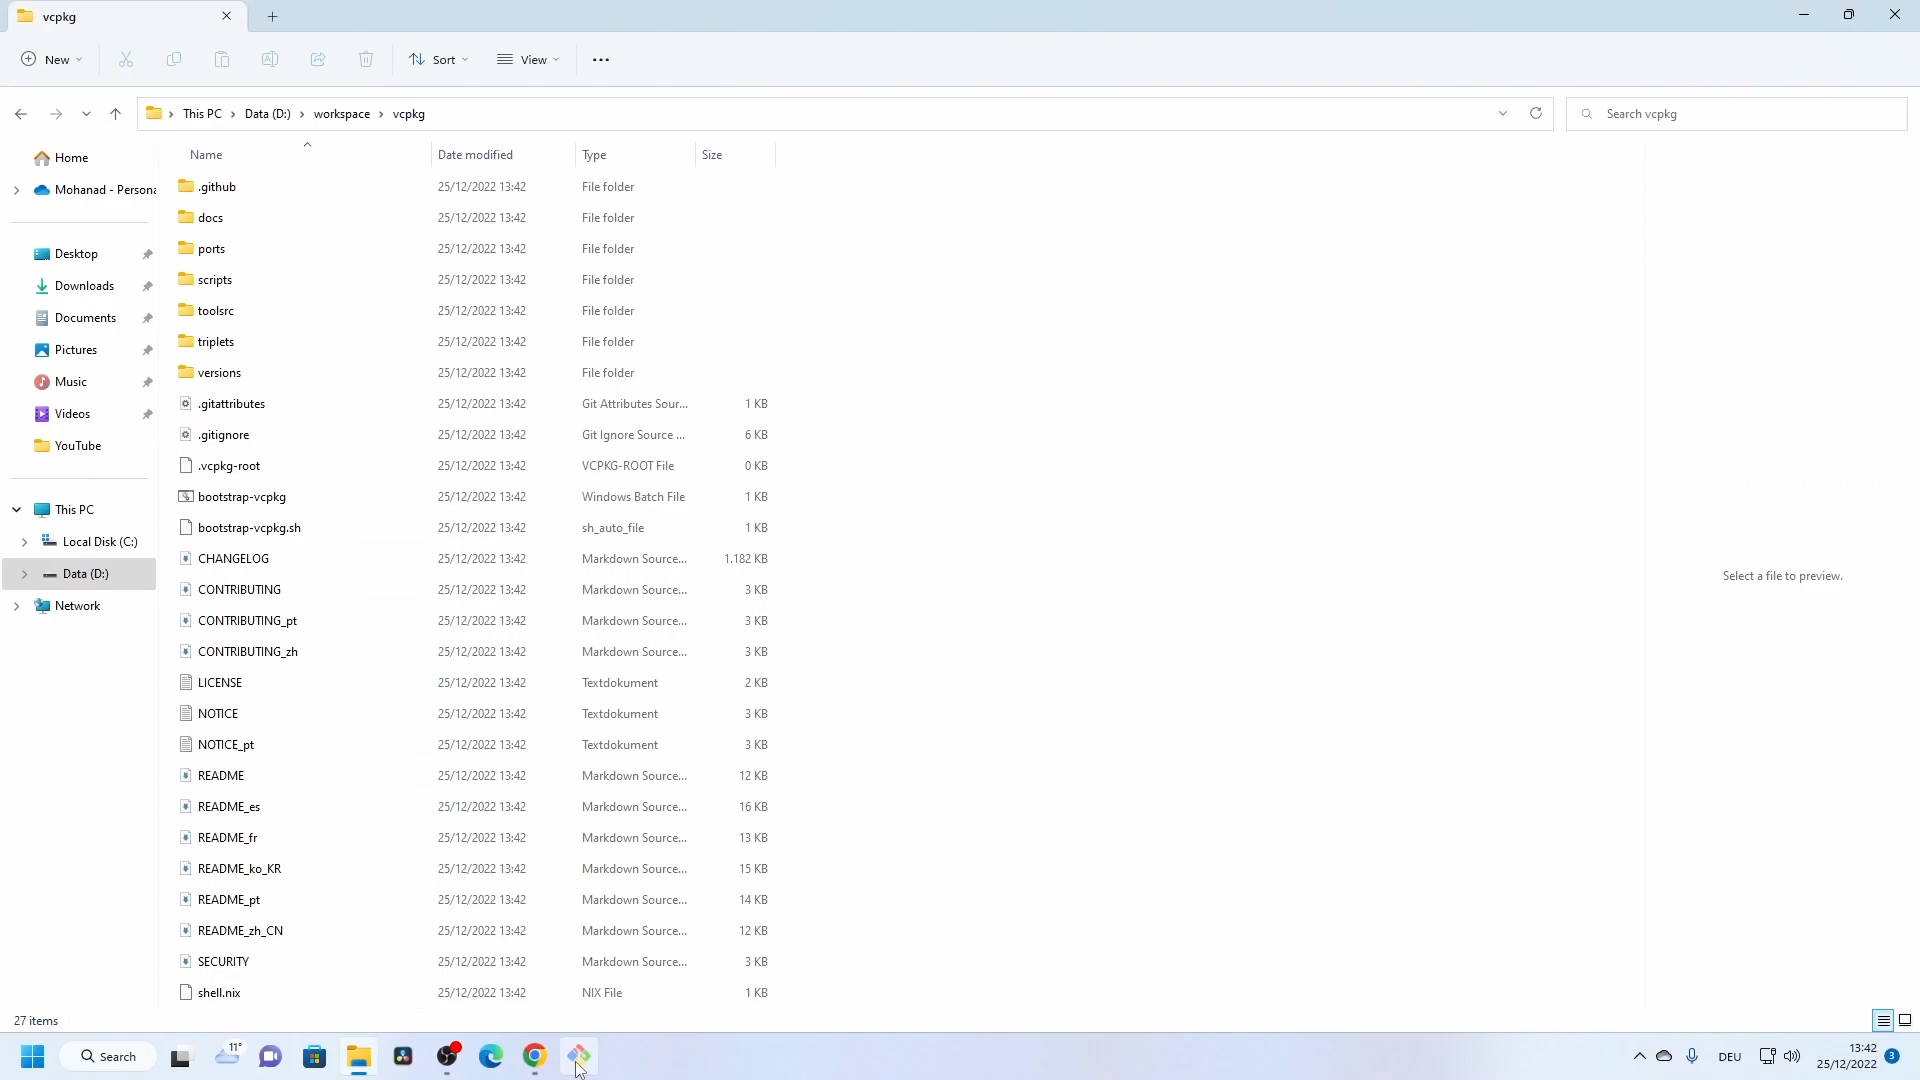 vcpkg
New
Sort
View
This PC > Data (D:) > workspace > vcpkg
Search vcpkg
Name Date modified Type Size
Home
Mohanad - Persona
Desktop
Downloads
Documents
Pictures
Music
Videos
YouTube
This PC
Local Disk (C:)
Data (D:)
Network
.github 25/12/2022 13:42 File folder
docs 25/12/2022 13:42 File folder
ports 25/12/2022 13:42 File folder
scripts 25/12/2022 13:42 File folder
toolsrc 25/12/2022 13:42 File folder
triplets 25/12/2022 13:42 File folder
versions 25/12/2022 13:42 File folder
.gitattributes 25/12/2022 13:42 Git Attributes Sour... 1 KB
.gitignore 25/12/2022 13:42 Git Ignore Source ... 6 KB
.vcpkg-root 25/12/2022 13:42 VCPKG-ROOT File 0 KB
bootstrap-vcpkg 25/12/2022 13:42 Windows Batch File 1 KB
bootstrap-vcpkg.sh 25/12/2022 13:42 sh_auto_file 1 KB
CHANGELOG 25/12/2022 13:42 Markdown Source... 1.182 KB
CONTRIBUTING 25/12/2022 13:42 Markdown Source... 3 KB
CONTRIBUTING_pt 25/12/2022 13:42 Markdown Source... 3 KB
CONTRIBUTING_zh 25/12/2022 13:42 Markdown Source... 3 KB
LICENSE 25/12/2022 13:42 Textdokument 2 KB
NOTICE 25/12/2022 13:42 Textdokument 3 KB
NOTICE_pt 25/12/2022 13:42 Textdokument 3 KB
README 25/12/2022 13:42 Markdown Source... 12 KB
README_es 25/12/2022 13:42 Markdown Source... 16 KB
README_fr 25/12/2022 13:42 Markdown Source... 13 KB
README_ko_KR 25/12/2022 13:42 Markdown Source... 15 KB
README_pt 25/12/2022 13:42 Markdown Source... 14 KB
README_zh_CN 25/12/2022 13:42 Markdown Source... 12 KB
SECURITY 25/12/2022 13:42 Markdown Source... 3 KB
shell.nix 25/12/2022 13:42 NIX File 1 KB
Select a file to preview.
27 items
Search
11°
DEU
13:42
25/12/2022
3